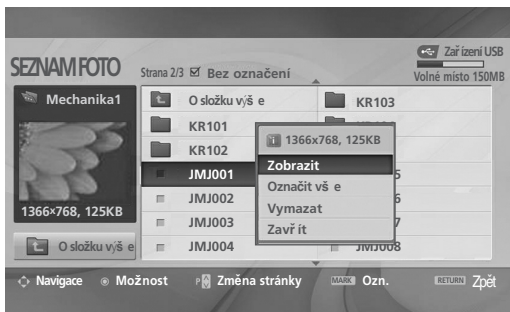 Zařízení USB
SEZNAM FOTO
Strana 2/3 Bez označení
Volné místo 150MB
Mechanika1
1366×768, 125KB
O složku výš e
O složku výš e
KR101
KR102
JMJ001
JMJ002
JMJ003
JMJ004
KR103
JMJ008
1366x768, 125KB
Zobrazit
Označit vš e
Vymazat
Zavřít
Navigace
Možnost
P Změna stránky
MARK Ozn.
RETURN Zpět